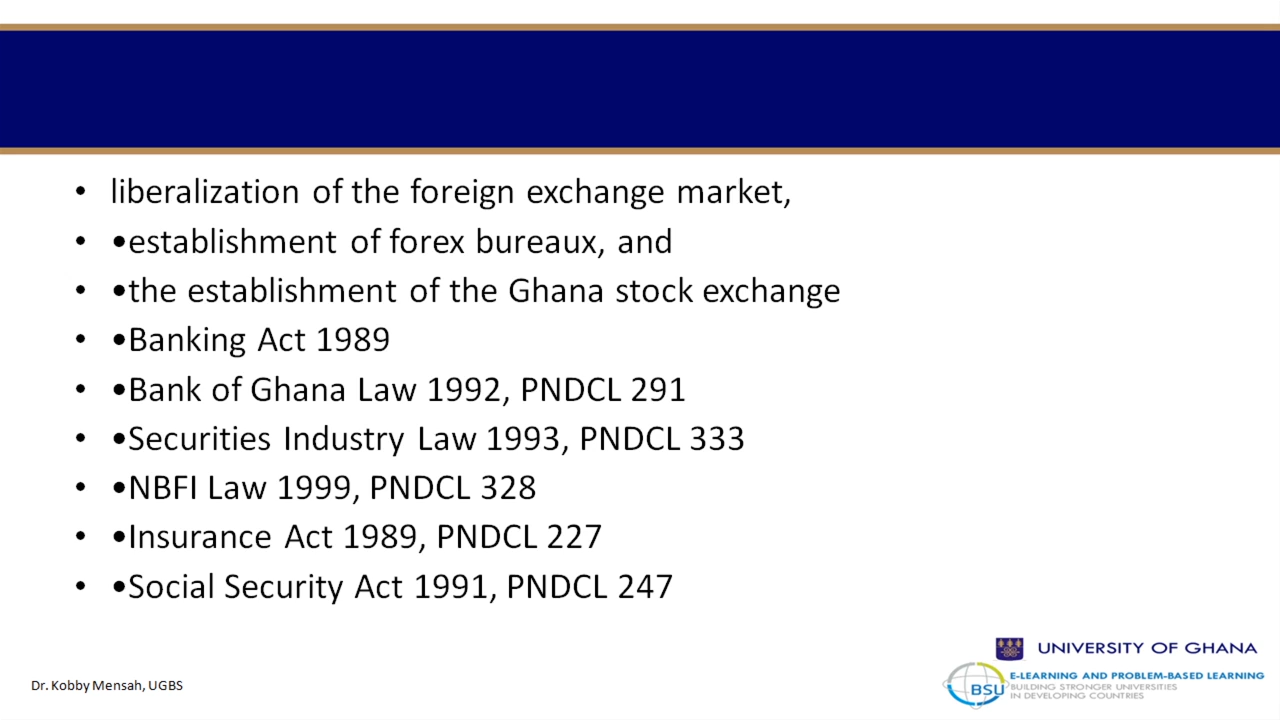 • liberalization of the foreign exchange market,
• •establishment of forex bureaux, and
• •the establishment of the Ghana stock exchange
• •Banking Act 1989
• •Bank of Ghana Law 1992, PNDCL 291
• •Securities Industry Law 1993, PNDCL 333
• •NBFI Law 1999, PNDCL 328
• •Insurance Act 1989, PNDCL 227
• •Social Security Act 1991, PNDCL 247
UNIVERSITY OF GHANA
Dr. Kobby Mensah, UGBS
BSU
E-LEARNING AND PROBLEM-BASED LEARNING
BUILDING STRONGER UNIVERSITIES
IN DEVELOPING COUNTRIES